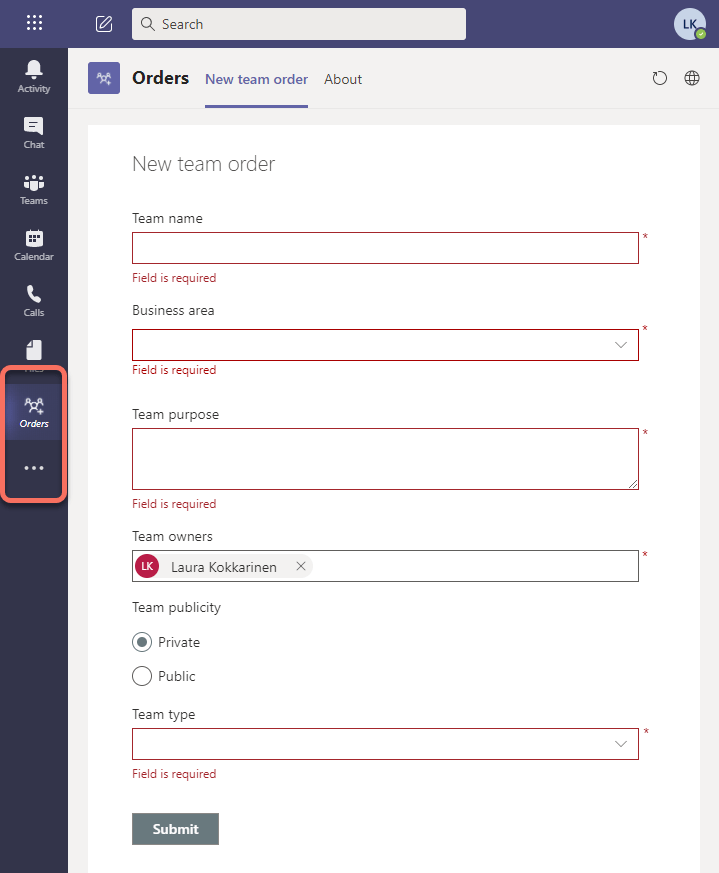 Search
LK
Activity
Chat
Teams
Calendar
Calls
Orders
Orders
New team order
About
New team order
Team name
*
Field is required
Business area
*
Field is required
Team purpose
*
Field is required
Team owners
LK Laura Kokkarinen
*
Team publicity
Private
Public
Team type
*
Field is required
Submit